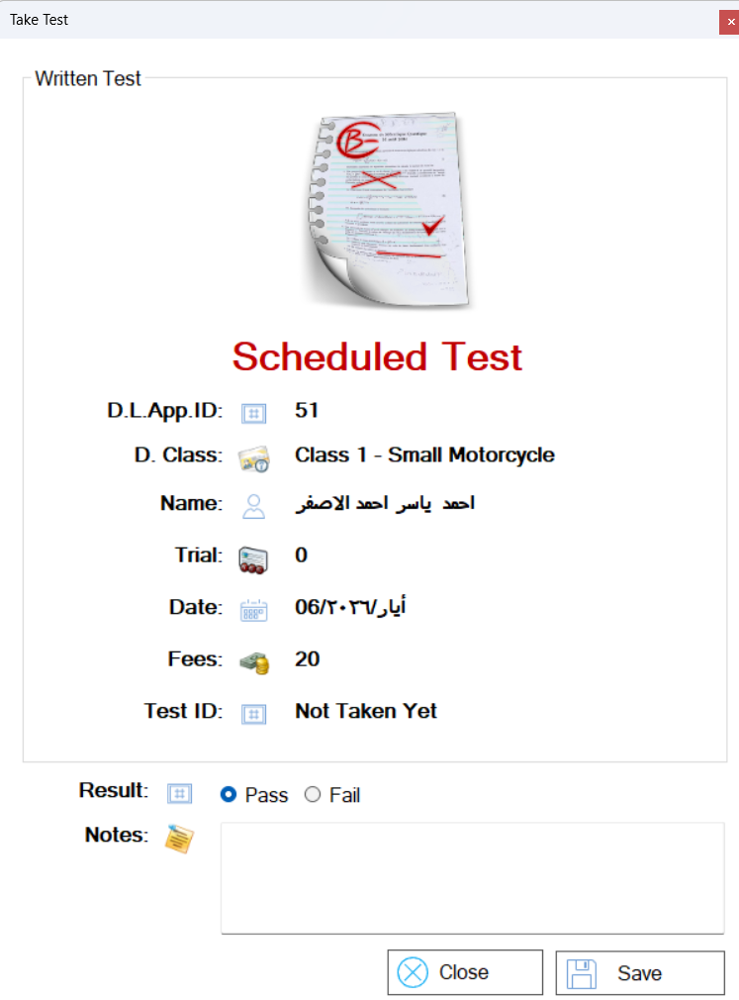 Take Test
Written Test
B-
Scheduled Test
D.L.App.ID: 51
D. Class: Class 1 - Small Motorcycle
Name: احمد ياسر احمد الاصفر
Trial: 0
Date: 06/أيار/٢٠٢٦
Fees: 20
Test ID: Not Taken Yet
Result: Pass Fail
Notes:
Close Save